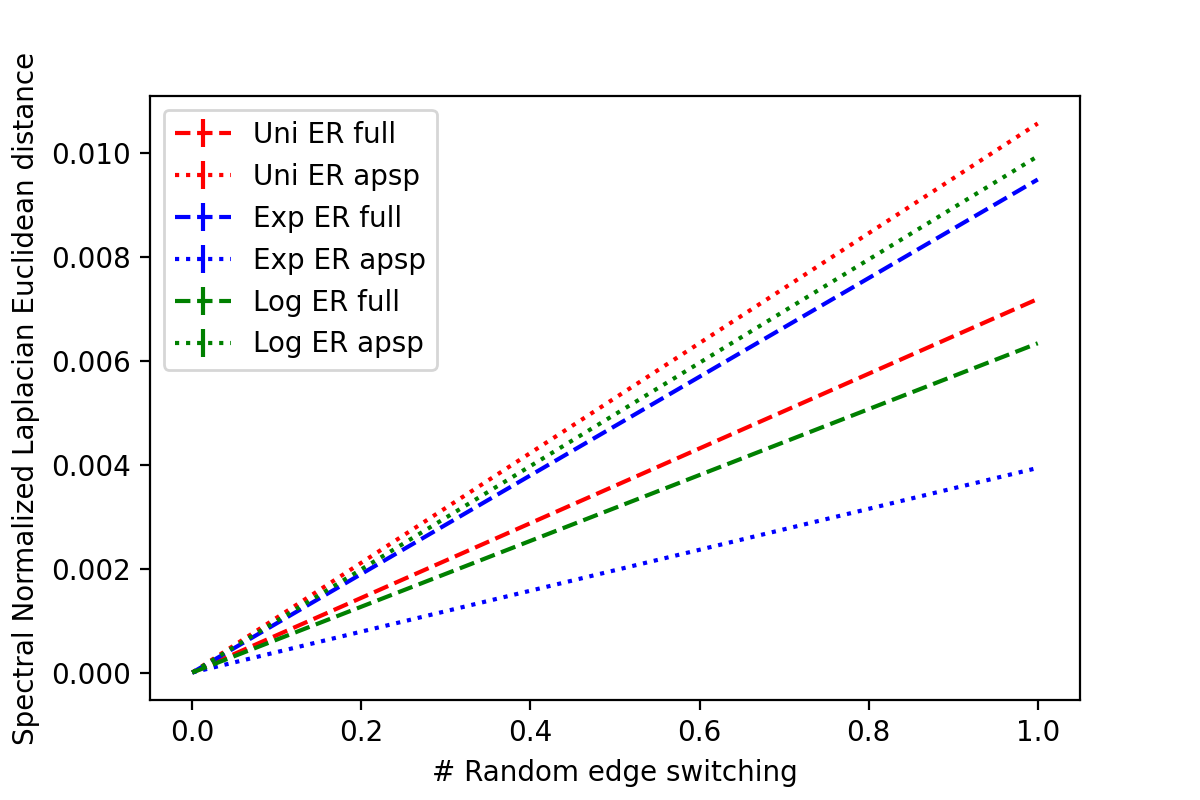 Spectral Normalized Laplacian Euclidean distance
0.010
0.008
0.006
0.004
0.002
0.000
Uni ER full
Uni ER apsp
Exp ER full
Exp ER apsp
Log ER full
Log ER apsp
0.0 0.2 0.4 0.6 0.8 1.0
# Random edge switching